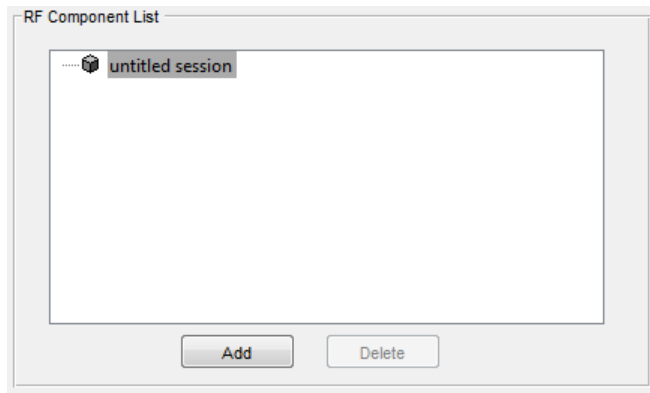 RF Component List
untitled session
Add
Delete